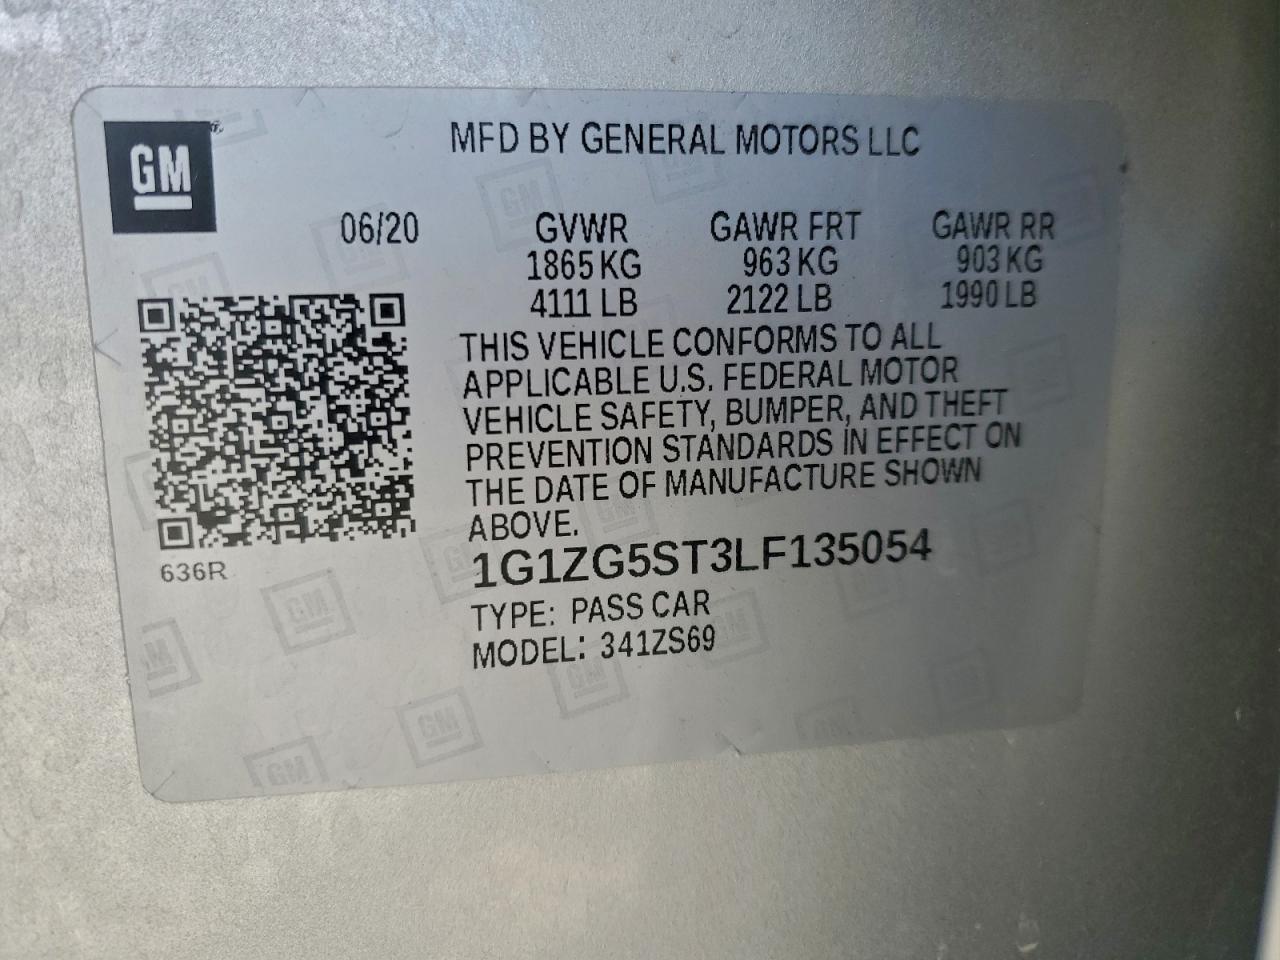 GM
MFD BY GENERAL MOTORS LLC
06/20 GVWR GAWR FRT GAWR RR
1865 KG 963 KG 903 KG
4111 LB 2122 LB 1990 LB
THIS VEHICLE CONFORMS TO ALL
APPLICABLE U.S. FEDERAL MOTOR
VEHICLE SAFETY, BUMPER, AND THEFT
PREVENTION STANDARDS IN EFFECT ON
THE DATE OF MANUFACTURE SHOWN
ABOVE.
636R
1G1ZG5ST3LF135054
TYPE: PASS CAR
MODEL: 341ZS69